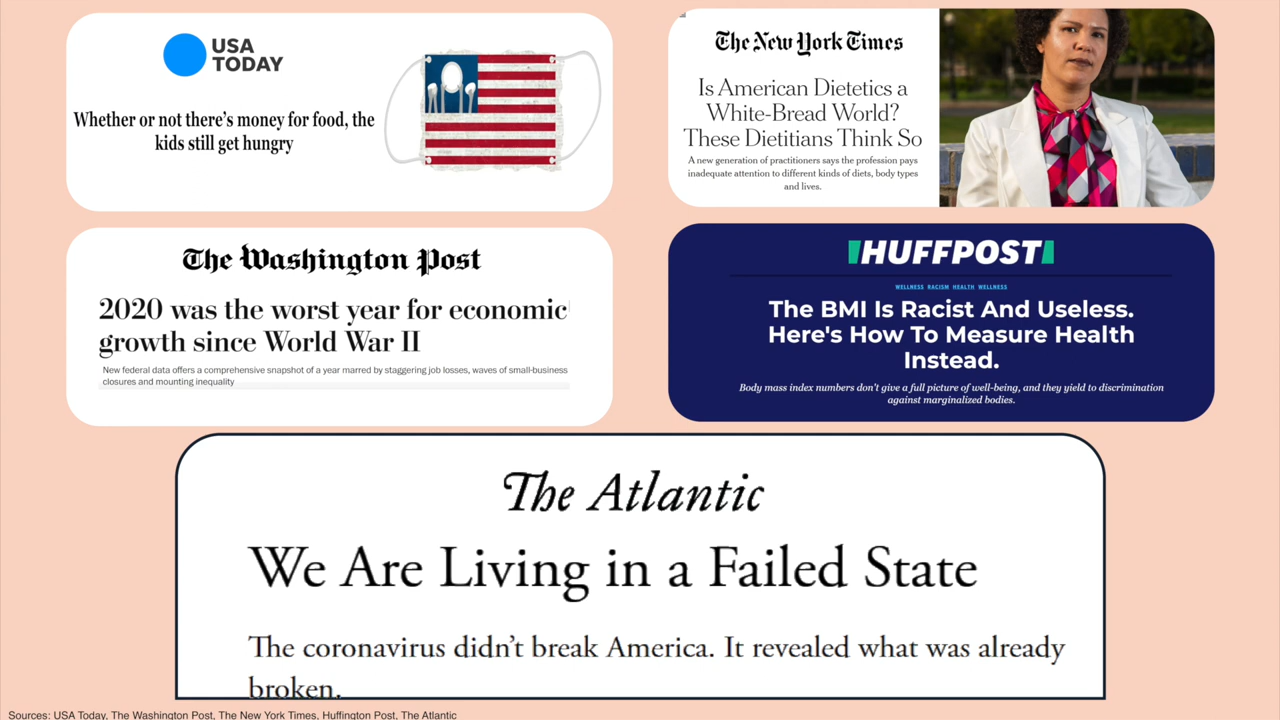 USA
TODAY
Whether or not there's money for food, the
kids still get hungry
The New York Times
Is American Dietetics a
White-Bread World?
These Dietitians Think So
A new generation of practitioners says the profession pays
inadequate attention to different kinds of diets, body types
and lives.
The Washington Post
2020 was the worst year for economic
growth since World War II
New federal data offers a comprehensive snapshot of a year marred by staggering job losses, waves of small-business
closures and mounting inequality
HUFFPOST
WELLNESS RACISM HEALTH WELLNESS
The BMI Is Racist And Useless.
Here's How To Measure Health
Instead.
Body mass index numbers don't give a full picture of well-being, and they yield to discrimination
against marginalized bodies.
The Atlantic
We Are Living in a Failed State
The coronavirus didn't break America. It revealed what was already
broken.
Sources: USA Today, The Washington Post, The New York Times, Huffington Post, The Atlantic